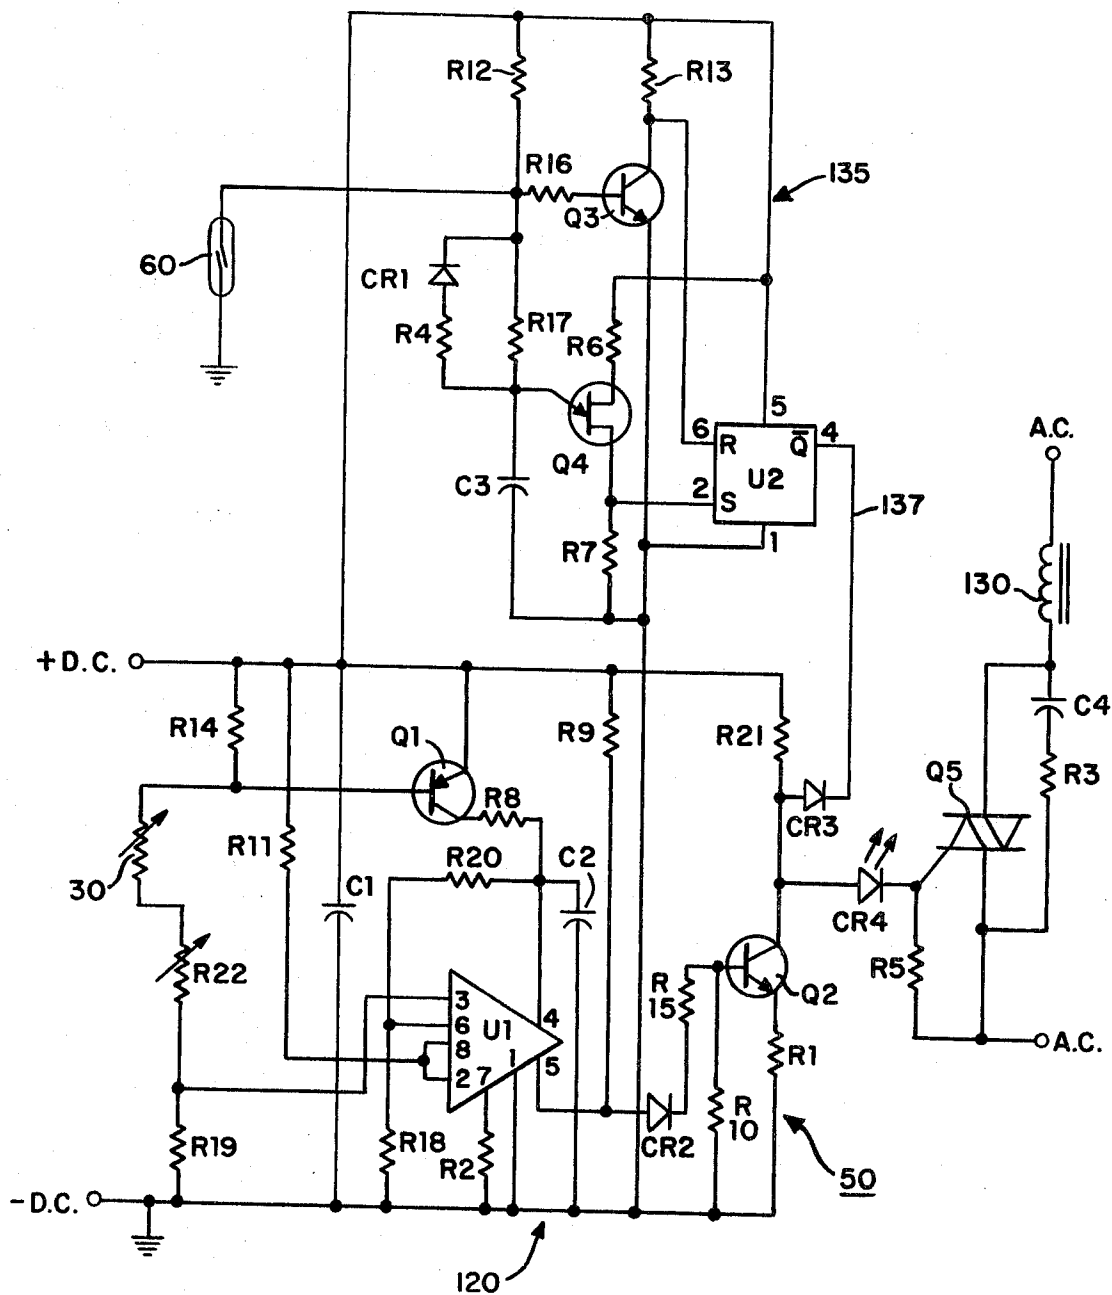 R12
R13
R16
Q3
135
60
CR1
R4
R17
R6
5
6
R
Q̄
4
U2
2
S
1
Q4
C3
R7
137
A.C.
130
+D.C.
R14
Q1
R9
R21
C4
R3
Q5
R8
CR3
R11
R20
C2
30
C1
CR4
R22
R
15
Q2
R5
3
6
U1
4
8
1
5
2
7
R1
A.C.
R19
R18
R2
CR2
R
10
50
-D.C.
120